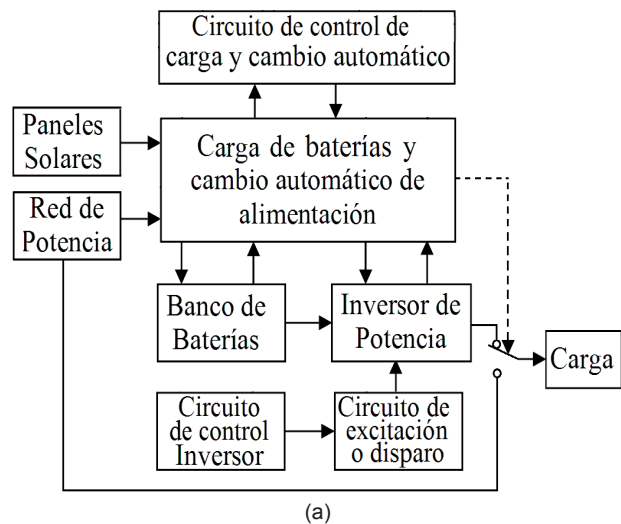 Circuito de control de
carga y cambio automático
Paneles
Solares
Carga de baterías y
cambio automático de
alimentación
Red de
Potencia
Banco de
Baterías
Inversor de
Potencia
Carga
Circuito
de control
Inversor
Circuito de
excitación
o disparo
(a)